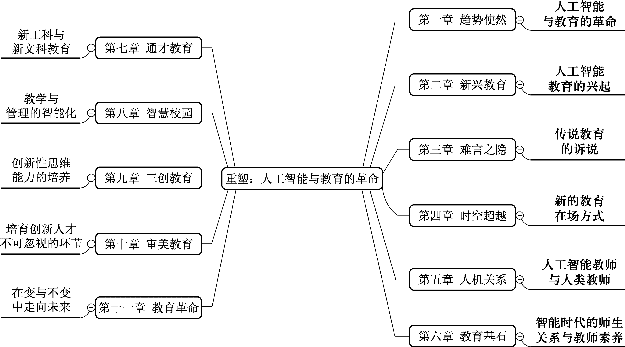 重塑：人工智能与教育的革命
第一章 趋势使然
人工智能
与教育的革命
第二章 新兴教育
人工智能
教育的兴起
第三章 难言之隐
传说教育
的诉说
第四章 时空超越
新的教育
在场方式
第五章 人机关系
人工智能教师
与人类教师
第六章 教育基石
智能时代的师生
关系与教师素养
第七章 通才教育
新工科与
新文科教育
第八章 智慧校园
教学与
管理的智能化
第九章 三创教育
创新性思维
能力的培养
第十章 审美教育
培育创新人才
不可忽视的环节
第十一章 教育革命
在变与不变
中走向未来